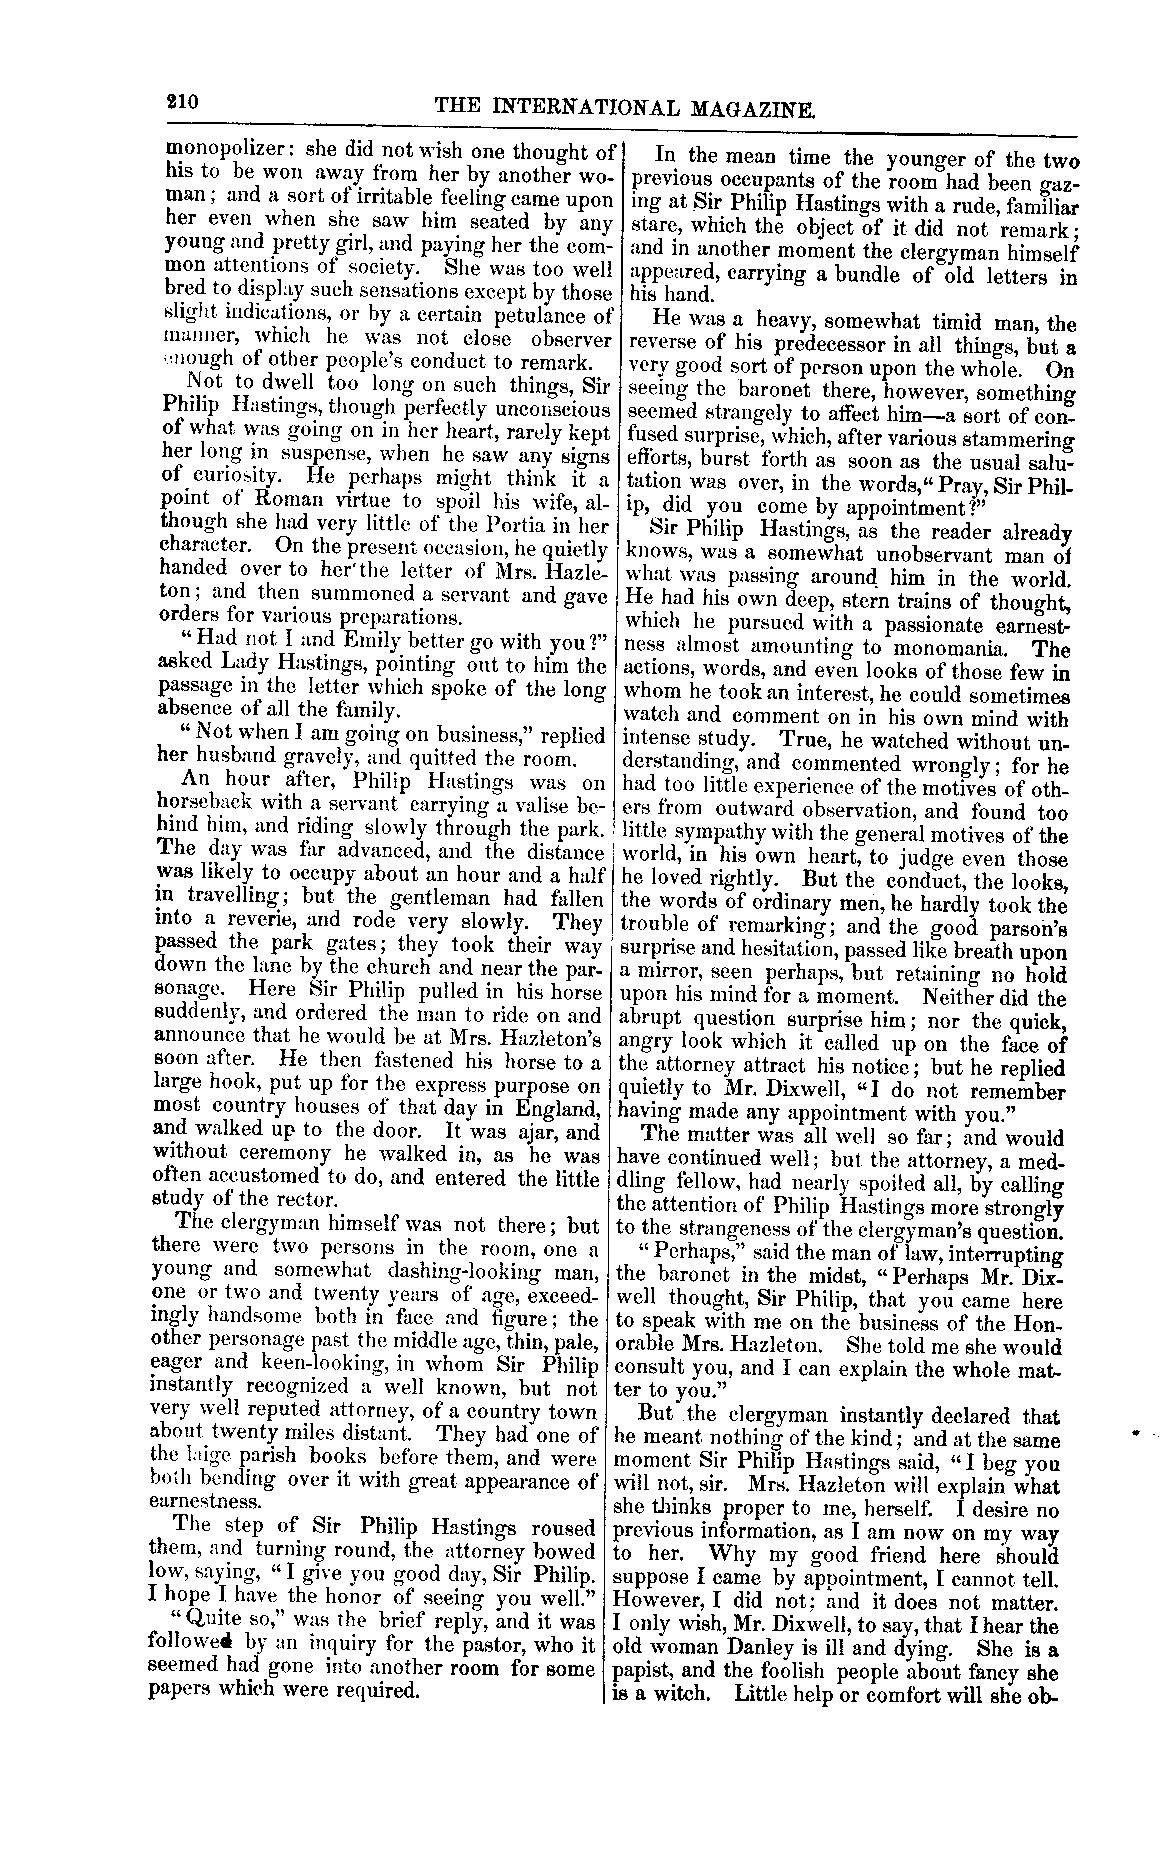 210
THE INTERNATIONAL MAGAZINE.
monopolizer: she did not wish one thought of
his to be won away from her by another wo-
man; and a sort of irritable feeling came upon
her even when she saw him seated by any
young and pretty girl, and paying her the com-
mon attentions of society. She was too well
bred to display such sensations except by those
slight indications, or by a certain petulance of
manner, which he was not close observer
enough of other people's conduct to remark.
Not to dwell too long on such things, Sir
Philip Hastings, though perfectly unconscious
of what was going on in her heart, rarely kept
her long in suspense, when he saw any signs
of curiosity. He perhaps might think it a
point of Roman virtue to spoil his wife, al-
though she had very little of the Portia in her
character. On the present occasion, he quietly
handed over to her the letter of Mrs. Hazle-
ton; and then summoned a servant and gave
orders for various preparations.
"Had not I and Emily better go with you?"
asked Lady Hastings, pointing out to him the
passage in the letter which spoke of the long
absence of all the family.
"Not when I am going on business," replied
her husband gravely, and quitted the room.
An hour after, Philip Hastings was on
horseback with a servant carrying a valise be-
hind him, and riding slowly through the park.
The day was far advanced, and the distance
was likely to occupy about an hour and a half
in travelling; but the gentleman had fallen
into a reverie, and rode very slowly. They
passed the park gates; they took their way
down the lane by the church and near the par-
sonage. Here Sir Philip pulled in his horse
suddenly, and ordered the man to ride on and
announce that he would be at Mrs. Hazleton's
soon after. He then fastened his horse to a
large hook, put up for the express purpose on
most country houses of that day in England,
and walked up to the door. It was ajar, and
without ceremony he walked in, as he was
often accustomed to do, and entered the little
study of the rector.
The clergyman himself was not there; but
there were two persons in the room, one a
young and somewhat dashing-looking man,
one or two and twenty years of age, exceed-
ingly handsome both in face and figure; the
other personage past the middle age, thin, pale,
eager and keen-looking, in whom Sir Philip
instantly recognized a well known, but not
very well reputed attorney, of a country town
about twenty miles distant. They had one of
the large parish books before them, and were
both bending over it with great appearance of
earnestness.
The step of Sir Philip Hastings roused
them, and turning round, the attorney bowed
low, saying, "I give you good day, Sir Philip.
I hope I have the honor of seeing you well."
"Quite so," was the brief reply, and it was
followed by an inquiry for the pastor, who it
seemed had gone into another room for some
papers which were required.
In the mean time the younger of the two
previous occupants of the room had been gaz-
ing at Sir Philip Hastings with a rude, familiar
stare, which the object of it did not remark;
and in another moment the clergyman himself
appeared, carrying a bundle of old letters in
his hand.
He was a heavy, somewhat timid man, the
reverse of his predecessor in all things, but a
very good sort of person upon the whole. On
seeing the baronet there, however, something
seemed strangely to affect him—a sort of con-
fused surprise, which, after various stammering
efforts, burst forth as soon as the usual salu-
tation was over, in the words, "Pray, Sir Phil-
ip, did you come by appointment?"
Sir Philip Hastings, as the reader already
knows, was a somewhat unobservant man of
what was passing around him in the world.
He had his own deep, stern trains of thought,
which he pursued with a passionate earnest-
ness almost amounting to monomania. The
actions, words, and even looks of those few in
whom he took an interest, he could sometimes
watch and comment on in his own mind with
intense study. True, he watched without un-
derstanding, and commented wrongly; for he
had too little experience of the motives of oth-
ers from outward observation, and found too
little sympathy with the general motives of the
world, in his own heart, to judge even those
he loved rightly. But the conduct, the looks,
the words of ordinary men, he hardly took the
trouble of remarking; and the good parson's
surprise and hesitation, passed like breath upon
a mirror, seen perhaps, but retaining no hold
upon his mind for a moment. Neither did the
abrupt question surprise him; nor the quick,
angry look which it called up on the face of
the attorney attract his notice; but he replied
quietly to Mr. Dixwell, "I do not remember
having made any appointment with you."
The matter was all well so far; and would
have continued well; but the attorney, a med-
dling fellow, had nearly spoiled all, by calling
the attention of Philip Hastings more strongly
to the strangeness of the clergyman's question.
"Perhaps," said the man of law, interrupting
the baronet in the midst, "Perhaps Mr. Dix-
well thought, Sir Philip, that you came here
to speak with me on the business of the Hon-
orable Mrs. Hazleton. She told me she would
consult you, and I can explain the whole mat-
ter to you."
But the clergyman instantly declared that
he meant nothing of the kind; and at the same
moment Sir Philip Hastings said, "I beg you
will not, sir. Mrs. Hazleton will explain what
she thinks proper to me, herself. I desire no
previous information, as I am now on my way
to her. Why my good friend here should
suppose I came by appointment, I cannot tell.
However, I did not; and it does not matter.
I only wish, Mr. Dixwell, to say, that I hear the
old woman Danley is ill and dying. She is a
papist, and the foolish people about fancy she
is a witch. Little help or comfort will she ob-